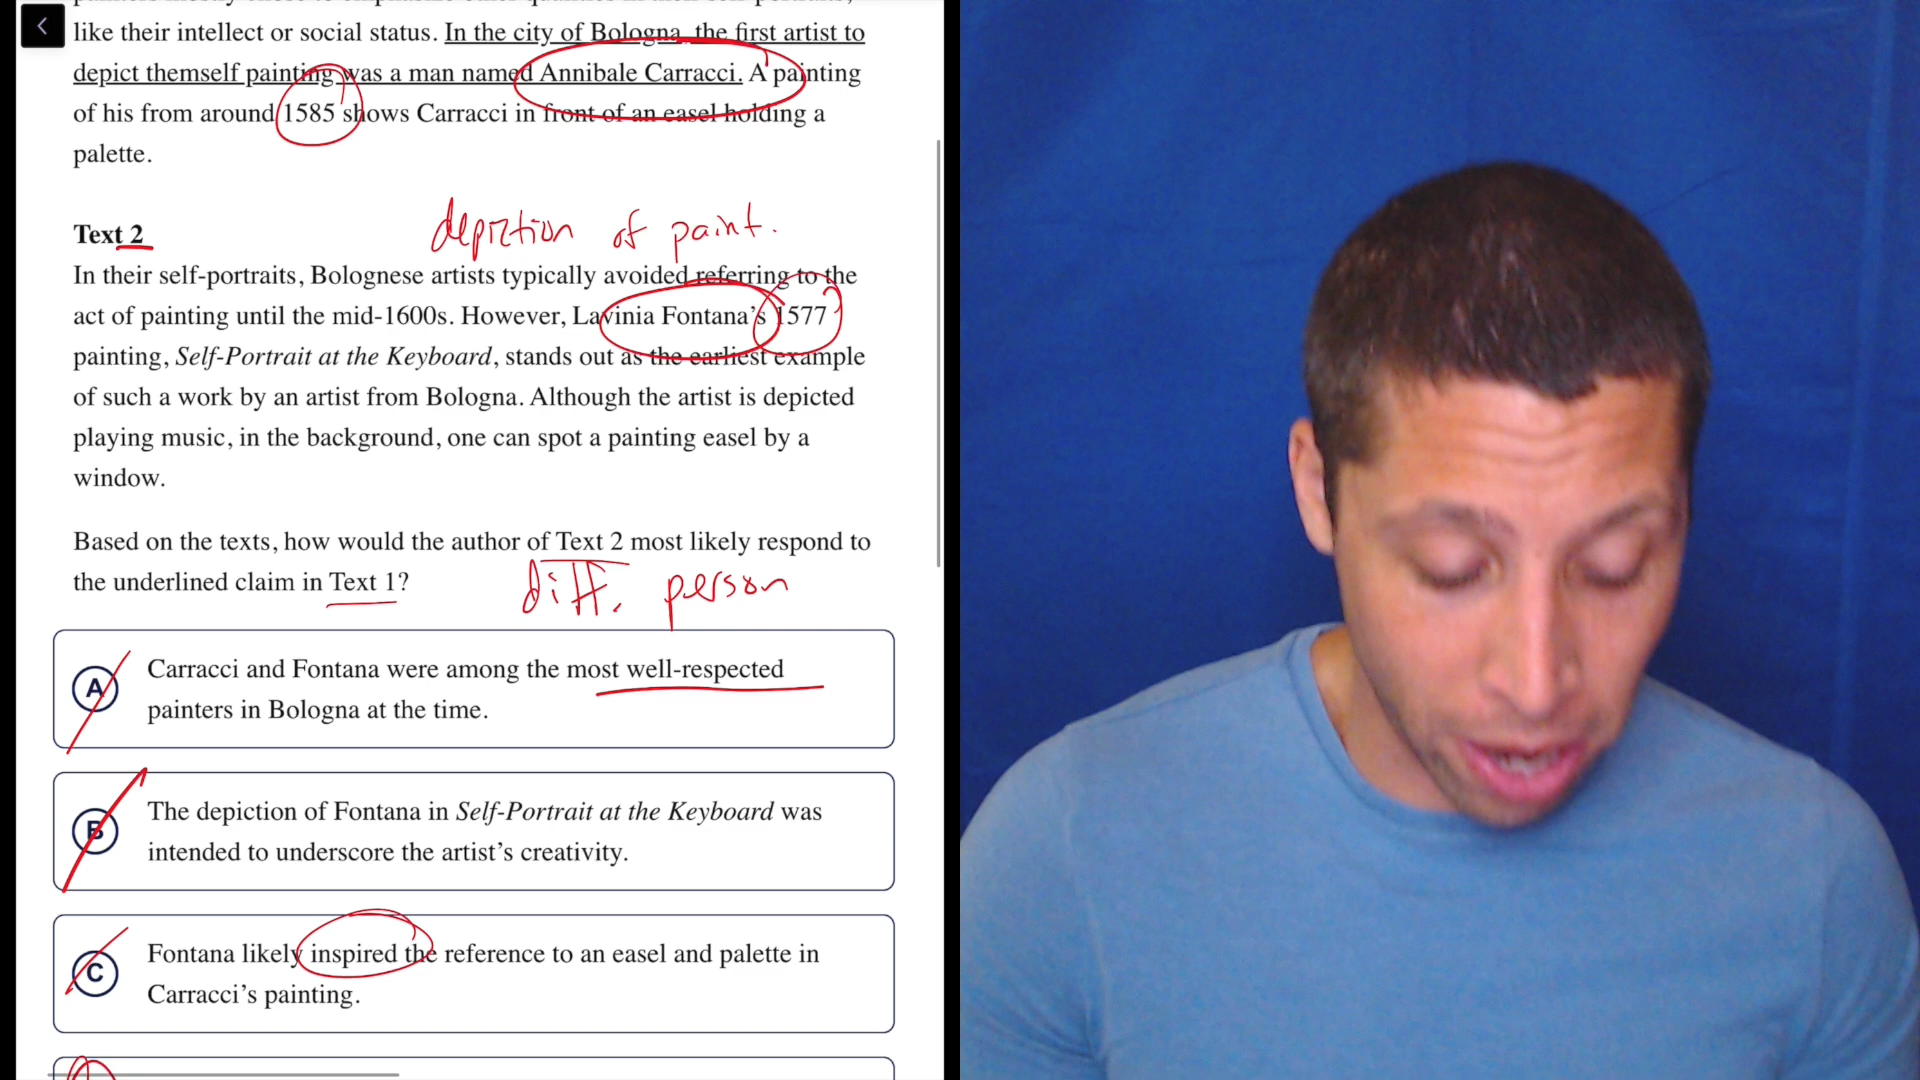 like their intellect or social status. In the city of Bologna, the first artist to
depict themself painting was a man named Annibale Carracci. A painting
of his from around 1585 shows Carracci in front of an easel holding a
palette.
depiction of paint.
Text 2
In their self-portraits, Bolognese artists typically avoided referring to the
act of painting until the mid-1600s. However, Lavinia Fontana's 1577
painting, Self-Portrait at the Keyboard, stands out as the earliest example
of such a work by an artist from Bologna. Although the artist is depicted
playing music, in the background, one can spot a painting easel by a
window.
Based on the texts, how would the author of Text 2 most likely respond to
the underlined claim in Text 1?
diff. person
A Carracci and Fontana were among the most well-respected
painters in Bologna at the time.
B The depiction of Fontana in Self-Portrait at the Keyboard was
intended to underscore the artist's creativity.
C Fontana likely inspired the reference to an easel and palette in
Carracci's painting.